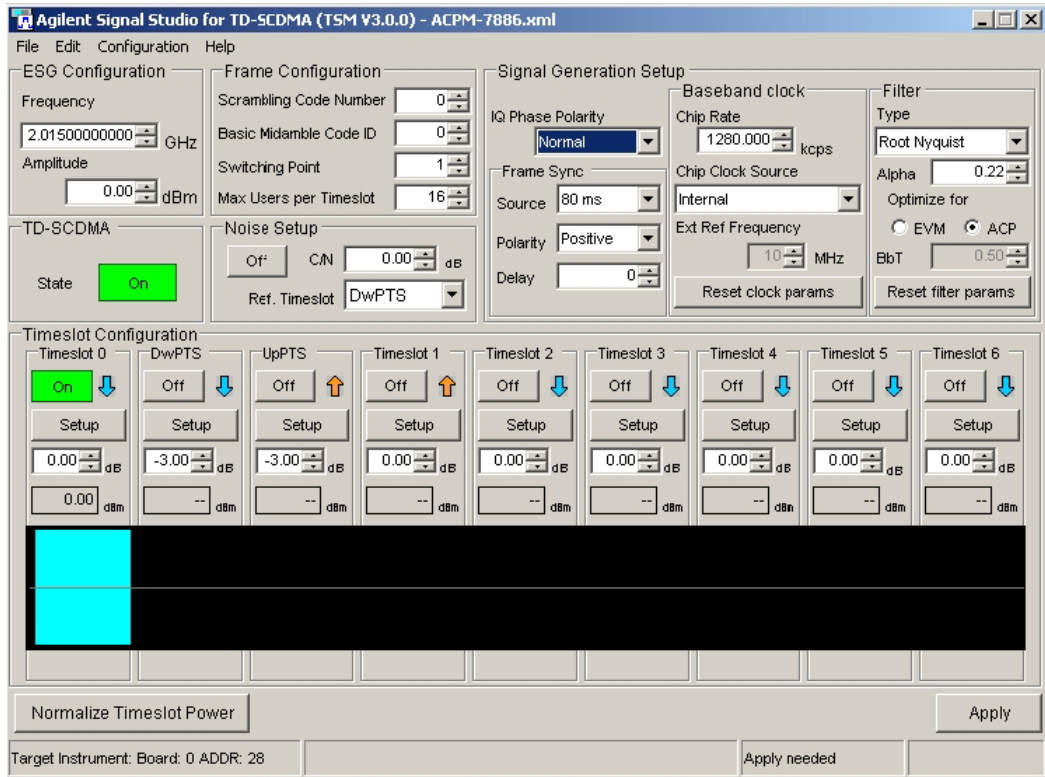 Agilent Signal Studio for TD-SCDMA (TSM V3.0.0) - ACPM-7886.xml
File Edit Configuration Help
ESG Configuration
Frequency
2.01500000000 GHz
Amplitude
0.00 dBm
Frame Configuration
Scrambling Code Number 0
Basic Midamble Code ID 0
Switching Point 1
Max Users per Timeslot 16
TD-SCDMA
State On
Noise Setup
Off C/N 0.00 dB
Ref. Timeslot DwPTS
Signal Generation Setup
IQ Phase Polarity
Normal
Frame Sync
Source 80 ms
Polarity Positive
Delay 0
Baseband clock
Chip Rate
1280.000 kcps
Chip Clock Source
Internal
Ext Ref Frequency
10 MHz
Reset clock params
Filter
Type
Root Nyquist
Alpha 0.22
Optimize for
EVM ACP
BbT 0.50
Reset filter params
Timeslot Configuration
Timeslot 0 DwPTS UpPTS Timeslot 1 Timeslot 2 Timeslot 3 Timeslot 4 Timeslot 5 Timeslot 6
On Off Off Off Off Off Off Off Off
Setup Setup Setup Setup Setup Setup Setup Setup Setup
0.00 dB -3.00 dB -3.00 dB 0.00 dB 0.00 dB 0.00 dB 0.00 dB 0.00 dB 0.00 dB
0.00 dBm -- dBm -- dBm -- dBm -- dBm -- dBm -- dBm -- dBm -- dBm
Normalize Timeslot Power Apply
Target Instrument: Board: 0 ADDR: 28 Apply needed